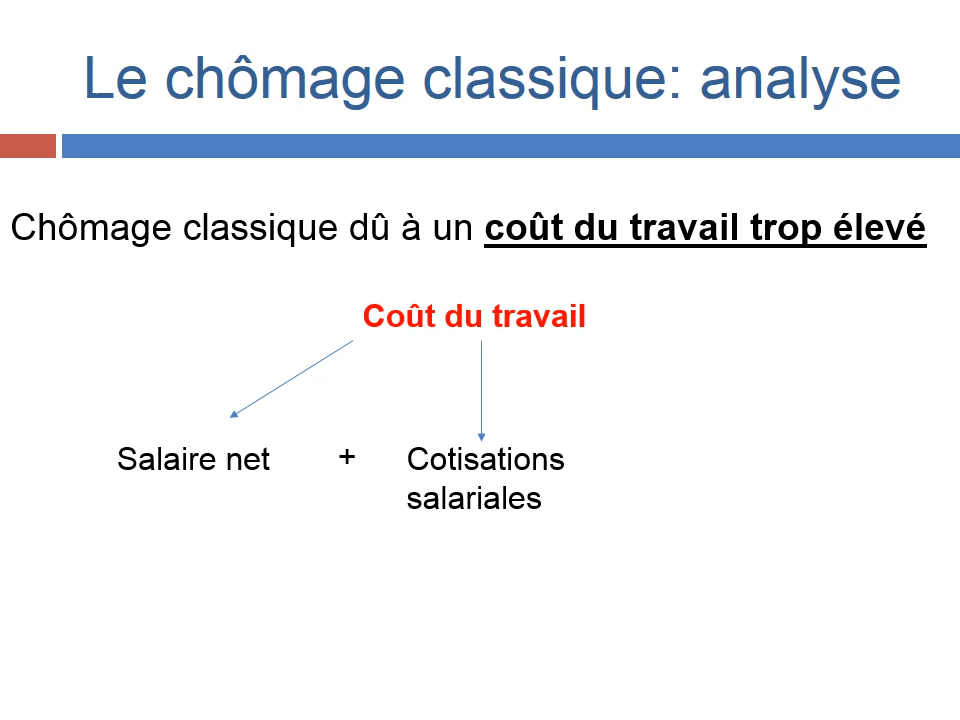 Le chômage classique: analyse
Chômage classique dû à un coût du travail trop élevé
Coût du travail
Salaire net + Cotisations
salariales